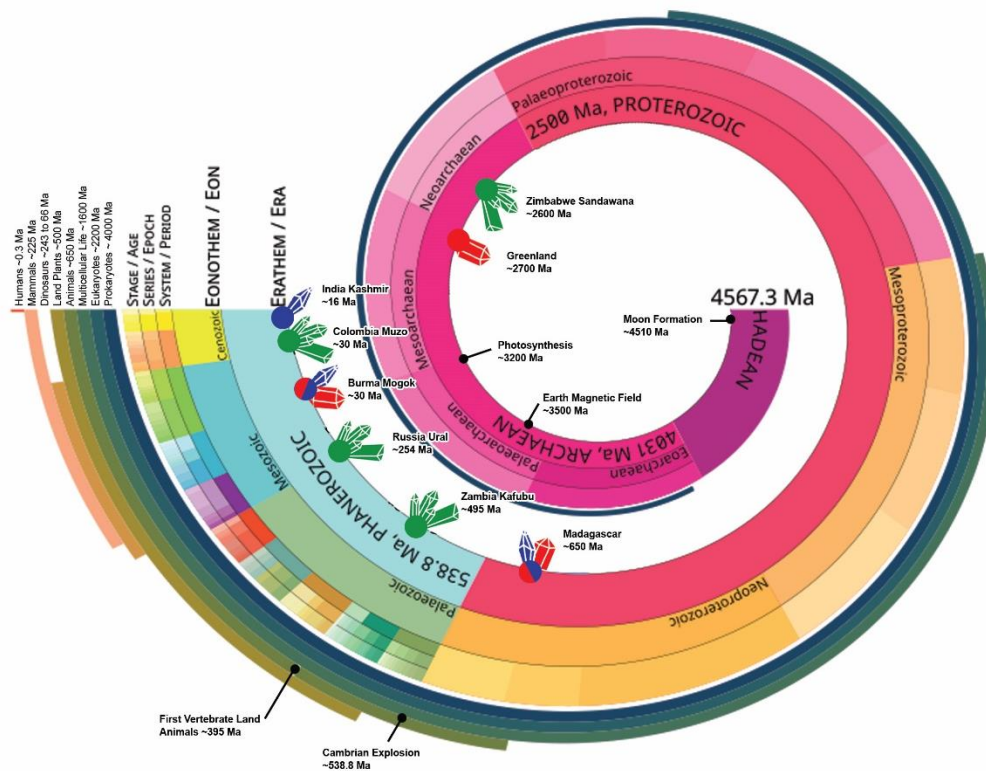 Humans ~0.3 Ma
Mammals ~225 Ma
Dinosaurs ~243 to 66 Ma
Land Plants ~500 Ma
Animals ~650 Ma
Multicellular Life ~1600 Ma
Eukaryotes ~2200 Ma
Prokaryotes ~ 4000 Ma
STAGE / AGE
SERIES / EPOCH
SYSTEM / PERIOD
EONOTHEM / EON
ERATHEM / ERA
Cenozoic
Mesozoic
Palaeozoic
538.8 Ma, PHANEROZOIC
Neoproterozoic
Mesoproterozoic
Palaeoproterozoic
2500 Ma, PROTEROZOIC
Neoarchaean
Mesoarchaean
Palaeoarchaean
Eoarchaean
4031 Ma, ARCHAEAN
HADEAN
4567.3 Ma
Zimbabwe Sandawana
~2600 Ma
Greenland
~2700 Ma
Moon Formation
~4510 Ma
Photosynthesis
~3200 Ma
Earth Magnetic Field
~3500 Ma
India Kashmir
~16 Ma
Colombia Muzo
~30 Ma
Burma Mogok
~30 Ma
Russia Ural
~254 Ma
Zambia Kafubu
~495 Ma
Madagascar
~650 Ma
First Vertebrate Land
Animals ~395 Ma
Cambrian Explosion
~538.8 Ma